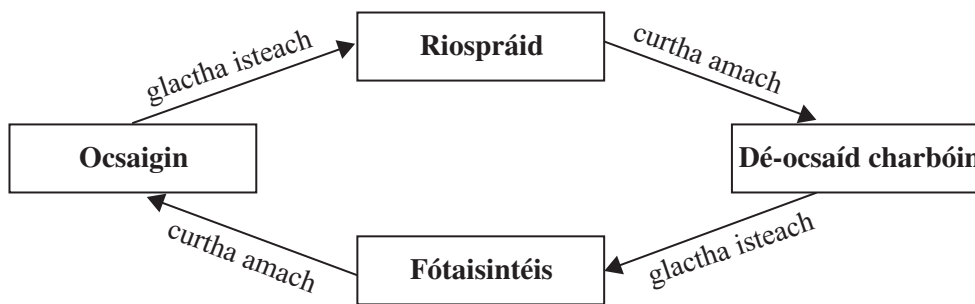 Riospráid
glactha isteach
curtha amach
Ocsaigin
Dé-ocsaíd charbóin
curtha amach
glactha isteach
Fótaisintéis